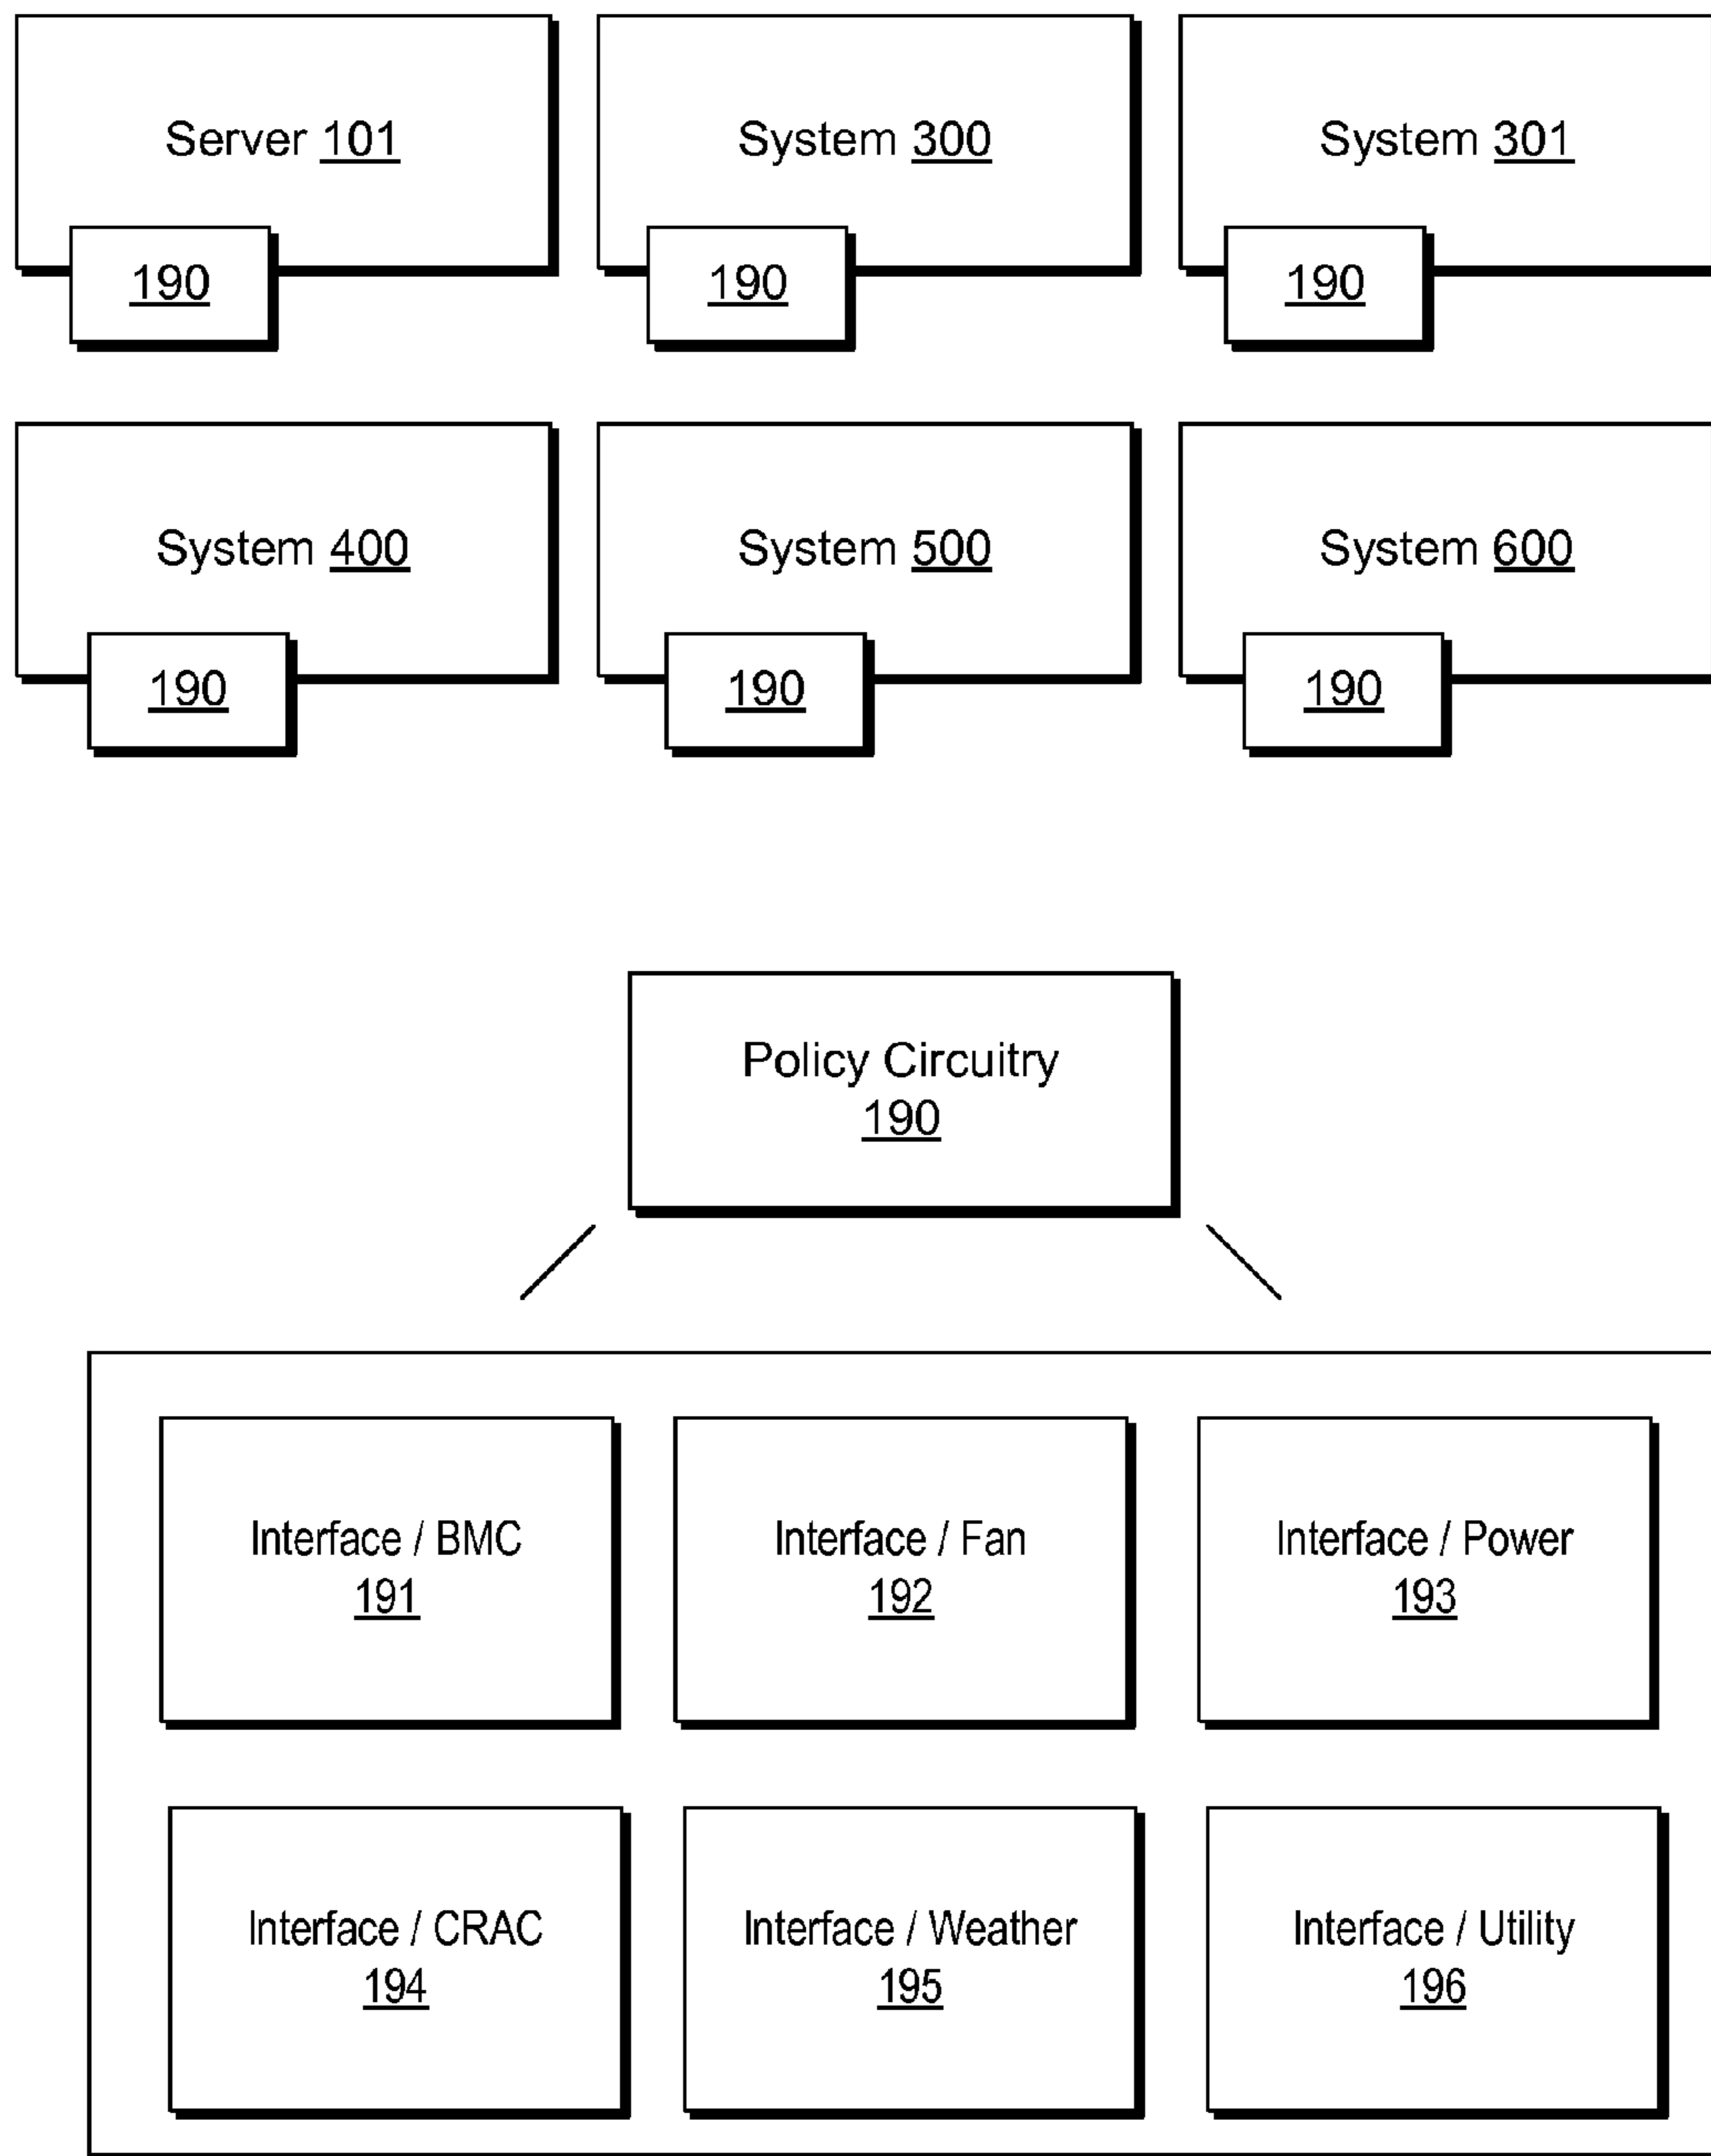 Server 101
System 300
System 301
190
190
190
System 400
System 500
System 600
190
190
190
Policy Circuitry
190
Interface / BMC
191
Interface / Fan
192
Interface / Power
193
Interface / CRAC
194
Interface / Weather
195
Interface / Utility
196